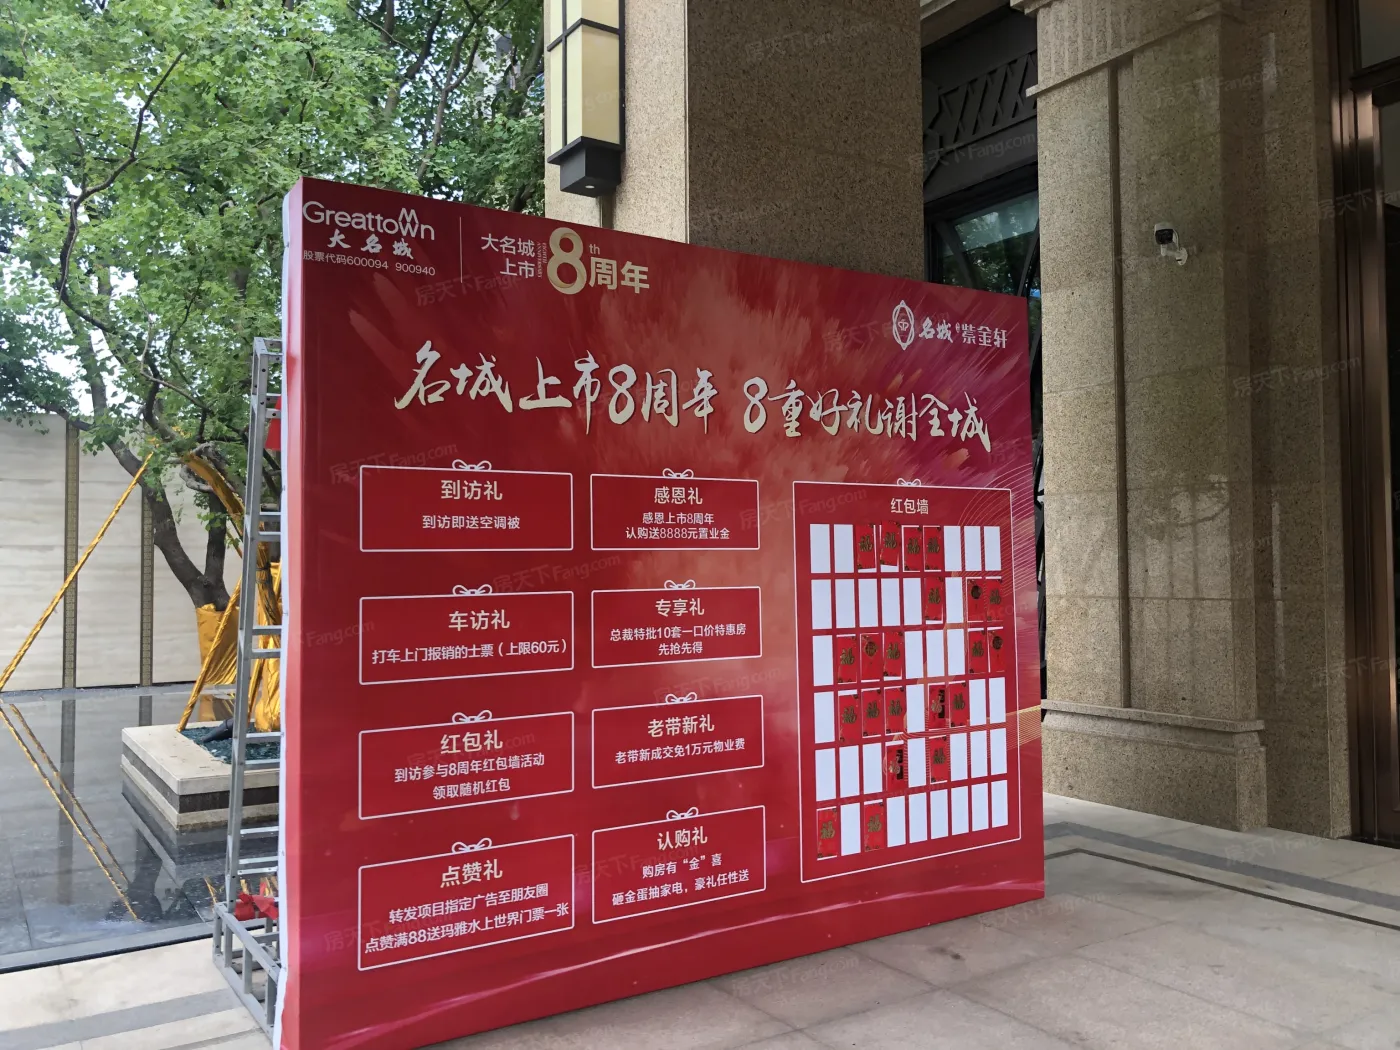 Greattown
大名城
股票代码600094 900940
大名城
上市
8th
周年
名城
紫金轩
名城上市8周年 8重好礼谢全城
到访礼
到访即送空调被
感恩礼
感恩上市8周年
认购送8888元置业金
车访礼
打车上门报销的士票（上限60元）
专享礼
总裁特批10套一口价特惠房
先抢先得
红包礼
到访参与8周年红包墙活动
领取随机红包
老带新礼
老带新成交免1万元物业费
点赞礼
转发项目指定广告至朋友圈
点赞满88送玛雅水上世界门票一张
认购礼
购房有“金”喜
砸金蛋抽家电，豪礼任性送
红包墙
福
房天下Fang.com